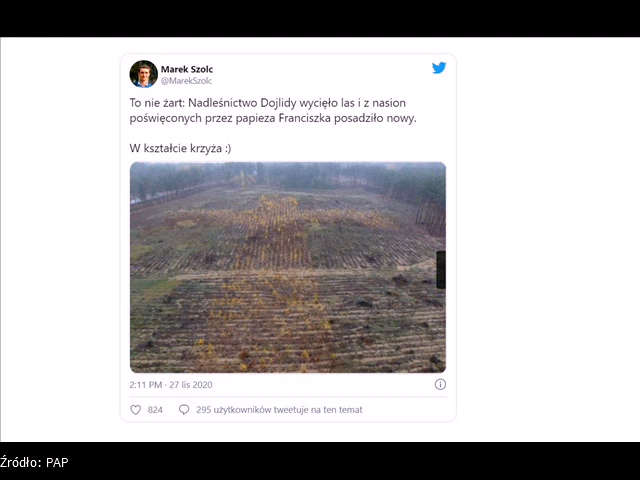 Marek Szolc
@MarekSzolc
To nie żart: Nadleśnictwo Dojlidy wycięło las i z nasion
poświęconych przez papieza Franciszka posadziło nowy.
W kształcie krzyża :)
2:11 PM · 27 lis 2020
824 295 użytkowników tweetuje na ten temat
Źródło: PAP